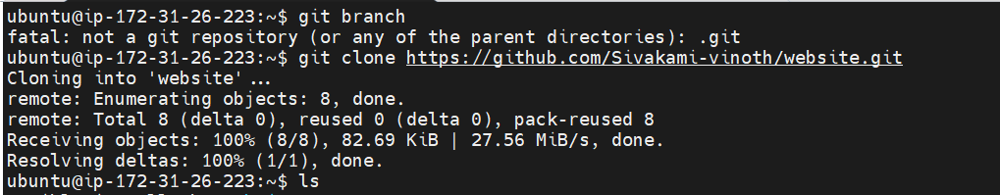 ubuntu@ip-172-31-26-223:~$ git branch
fatal: not a git repository (or any of the parent directories): .git
ubuntu@ip-172-31-26-223:~$ git clone https://github.com/Sivakami-vinoth/website.git
Cloning into 'website'...
remote: Enumerating objects: 8, done.
remote: Total 8 (delta 0), reused 0 (delta 0), pack-reused 8
Receiving objects: 100% (8/8), 82.69 KiB | 27.56 MiB/s, done.
Resolving deltas: 100% (1/1), done.
ubuntu@ip-172-31-26-223:~$ ls